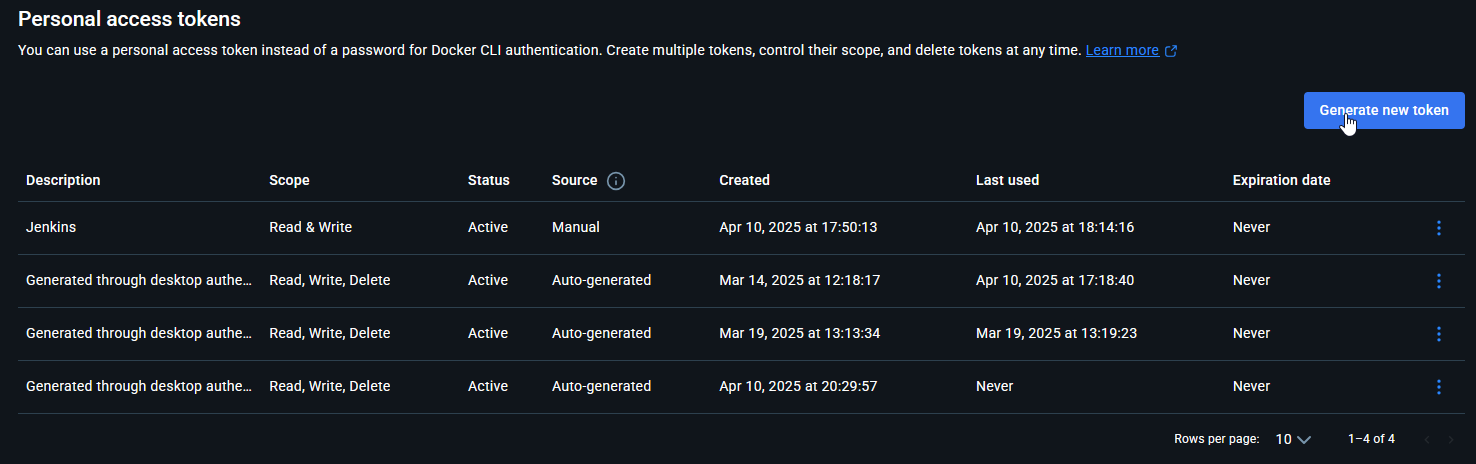 Personal access tokens
You can use a personal access token instead of a password for Docker CLI authentication. Create multiple tokens, control their scope, and delete tokens at any time. Learn more
Generate new token
Description Scope Status Source Created Last used Expiration date
Jenkins Read & Write Active Manual Apr 10, 2025 at 17:50:13 Apr 10, 2025 at 18:14:16 Never
Generated through desktop authe... Read, Write, Delete Active Auto-generated Mar 14, 2025 at 12:18:17 Apr 10, 2025 at 17:18:40 Never
Generated through desktop authe... Read, Write, Delete Active Auto-generated Mar 19, 2025 at 13:13:34 Mar 19, 2025 at 13:19:23 Never
Generated through desktop authe... Read, Write, Delete Active Auto-generated Apr 10, 2025 at 20:29:57 Never Never
Rows per page: 10 1–4 of 4